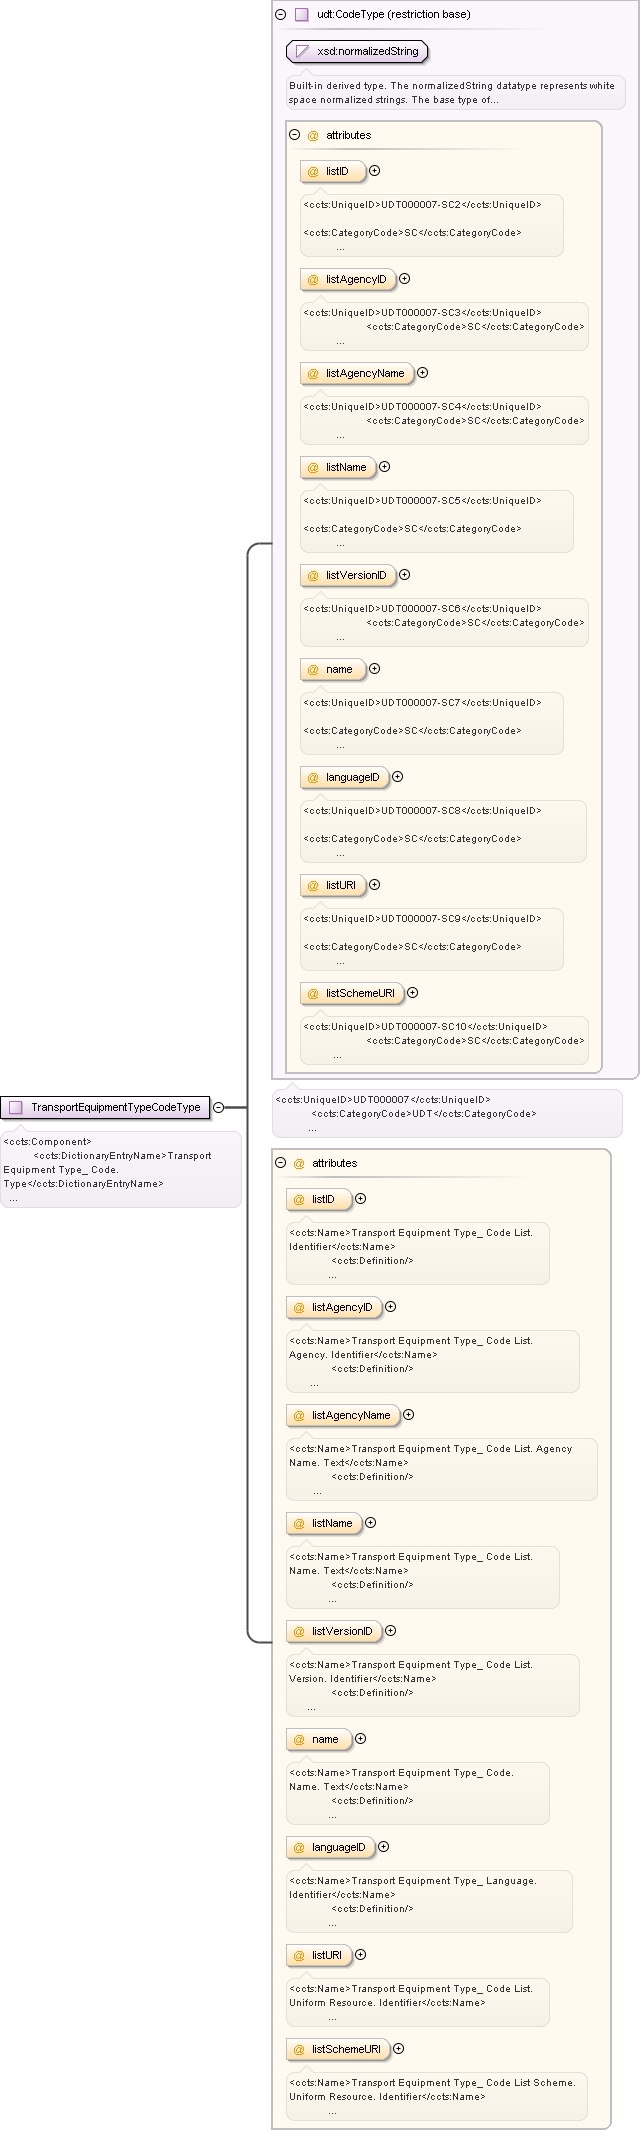 udt:CodeType (restriction base)
xsd:normalizedString
Built-in derived type. The normalizedString datatype represents white
space normalized strings. The base type of...
@ attributes
@ listID
<ccts:UniqueID>UDT000007-SC2</ccts:UniqueID>
<ccts:CategoryCode>SC</ccts:CategoryCode>
...
@ listAgencyID
<ccts:UniqueID>UDT000007-SC3</ccts:UniqueID>
<ccts:CategoryCode>SC</ccts:CategoryCode>
...
@ listAgencyName
<ccts:UniqueID>UDT000007-SC4</ccts:UniqueID>
<ccts:CategoryCode>SC</ccts:CategoryCode>
...
@ listName
<ccts:UniqueID>UDT000007-SC5</ccts:UniqueID>
<ccts:CategoryCode>SC</ccts:CategoryCode>
...
@ listVersionID
<ccts:UniqueID>UDT000007-SC6</ccts:UniqueID>
<ccts:CategoryCode>SC</ccts:CategoryCode>
...
@ name
<ccts:UniqueID>UDT000007-SC7</ccts:UniqueID>
<ccts:CategoryCode>SC</ccts:CategoryCode>
...
@ languageID
<ccts:UniqueID>UDT000007-SC8</ccts:UniqueID>
<ccts:CategoryCode>SC</ccts:CategoryCode>
...
@ listURI
<ccts:UniqueID>UDT000007-SC9</ccts:UniqueID>
<ccts:CategoryCode>SC</ccts:CategoryCode>
...
@ listSchemeURI
<ccts:UniqueID>UDT000007-SC10</ccts:UniqueID>
<ccts:CategoryCode>SC</ccts:CategoryCode>
...
<ccts:UniqueID>UDT000007</ccts:UniqueID>
<ccts:CategoryCode>UDT</ccts:CategoryCode>
...
TransportEquipmentTypeCodeType
<ccts:Component>
<ccts:DictionaryEntryName>Transport
Equipment Type_ Code.
Type</ccts:DictionaryEntryName>
...
@ attributes
@ listID
<ccts:Name>Transport Equipment Type_ Code List.
Identifier</ccts:Name>
<ccts:Definition/>
...
@ listAgencyID
<ccts:Name>Transport Equipment Type_ Code List.
Agency. Identifier</ccts:Name>
<ccts:Definition/>
...
@ listAgencyName
<ccts:Name>Transport Equipment Type_ Code List. Agency
Name. Text</ccts:Name>
<ccts:Definition/>
...
@ listName
<ccts:Name>Transport Equipment Type_ Code List.
Name. Text</ccts:Name>
<ccts:Definition/>
...
@ listVersionID
<ccts:Name>Transport Equipment Type_ Code List.
Version. Identifier</ccts:Name>
<ccts:Definition/>
...
@ name
<ccts:Name>Transport Equipment Type_ Code.
Name. Text</ccts:Name>
<ccts:Definition/>
...
@ languageID
<ccts:Name>Transport Equipment Type_ Language.
Identifier</ccts:Name>
<ccts:Definition/>
...
@ listURI
<ccts:Name>Transport Equipment Type_ Code List.
Uniform Resource. Identifier</ccts:Name>
...
@ listSchemeURI
<ccts:Name>Transport Equipment Type_ Code List Scheme.
Uniform Resource. Identifier</ccts:Name>
...